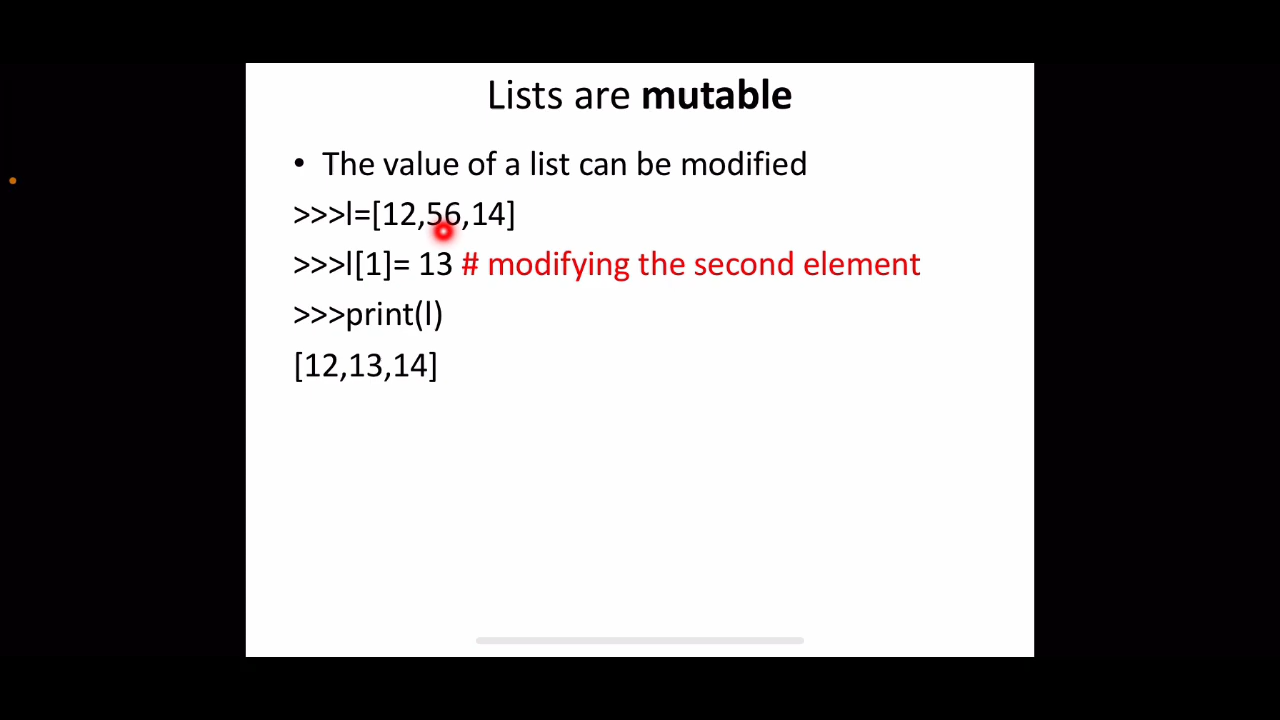 Lists are mutable
• The value of a list can be modified
>>>l=[12,56,14]
>>>l[1]= 13 # modifying the second element
>>>print(l)
[12,13,14]